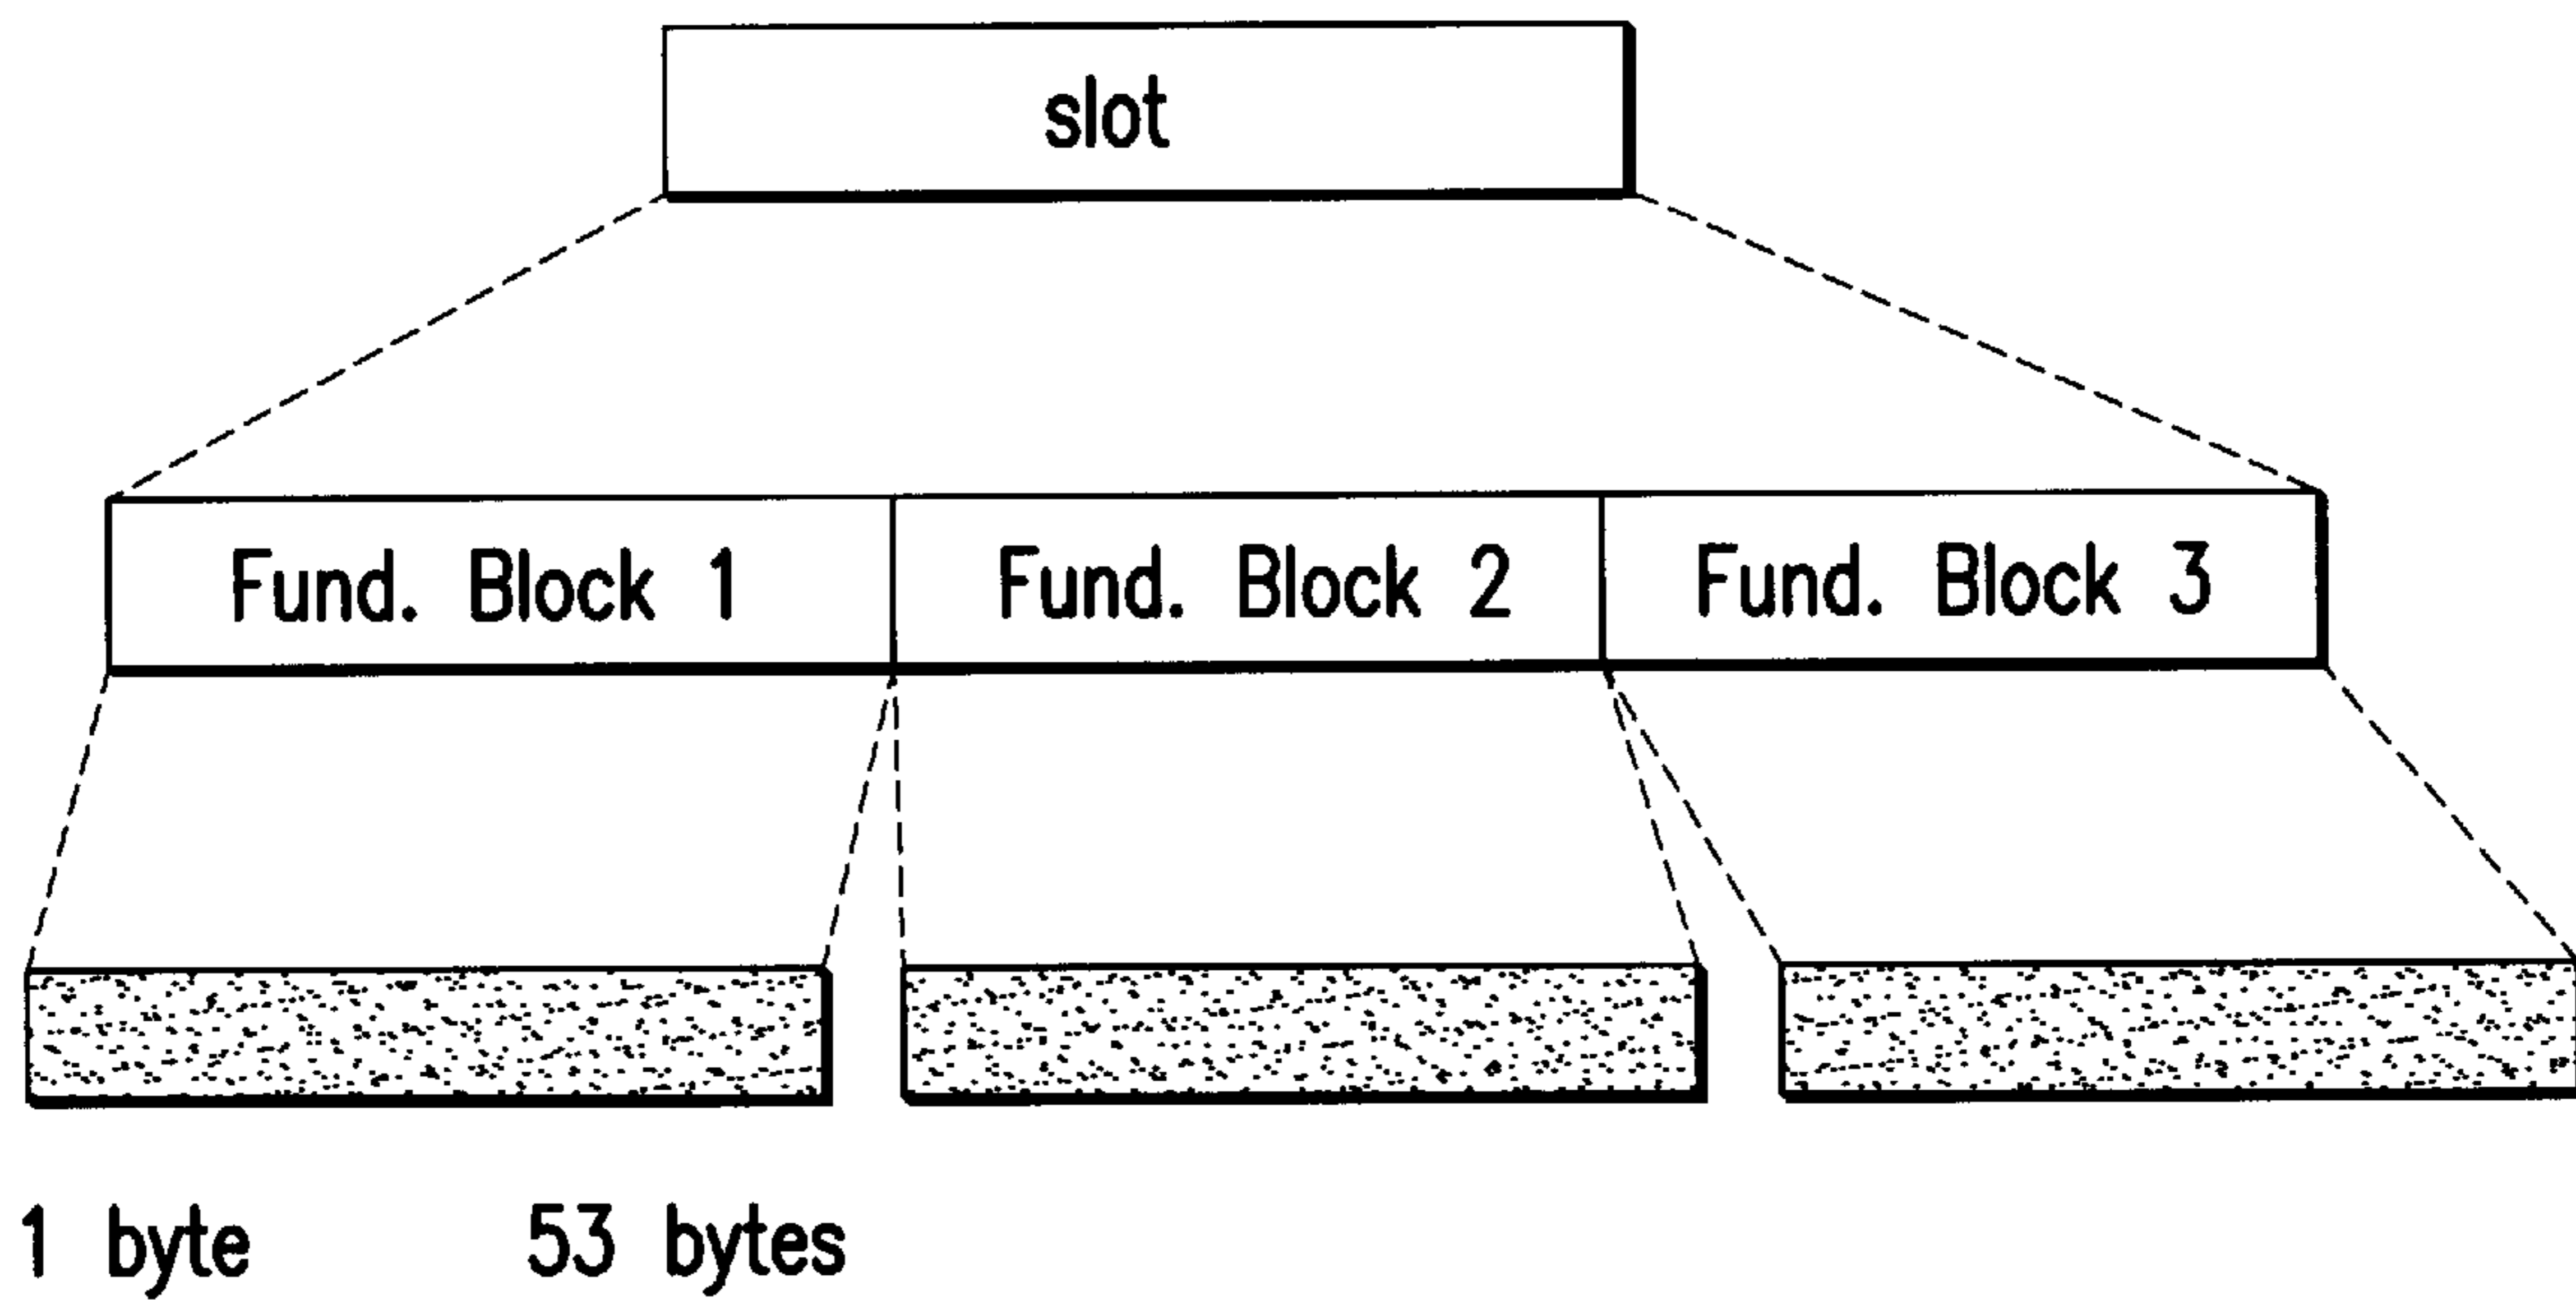 slot
Fund. Block 1 Fund. Block 2 Fund. Block 3
1 byte 53 bytes